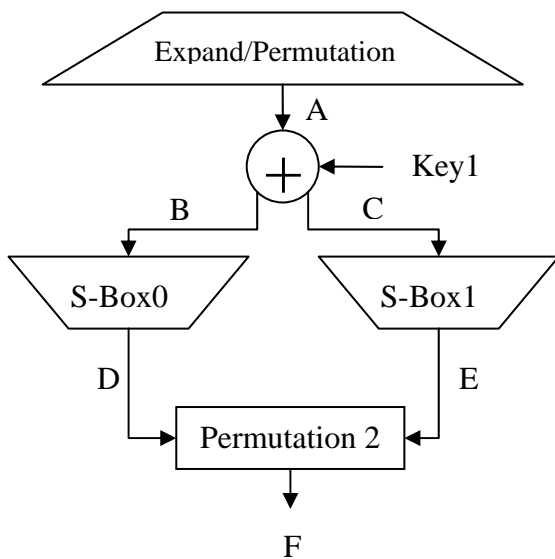 Expand/Permutation
A
+
Key1
B
C
S-Box0
S-Box1
D
E
Permutation 2
F